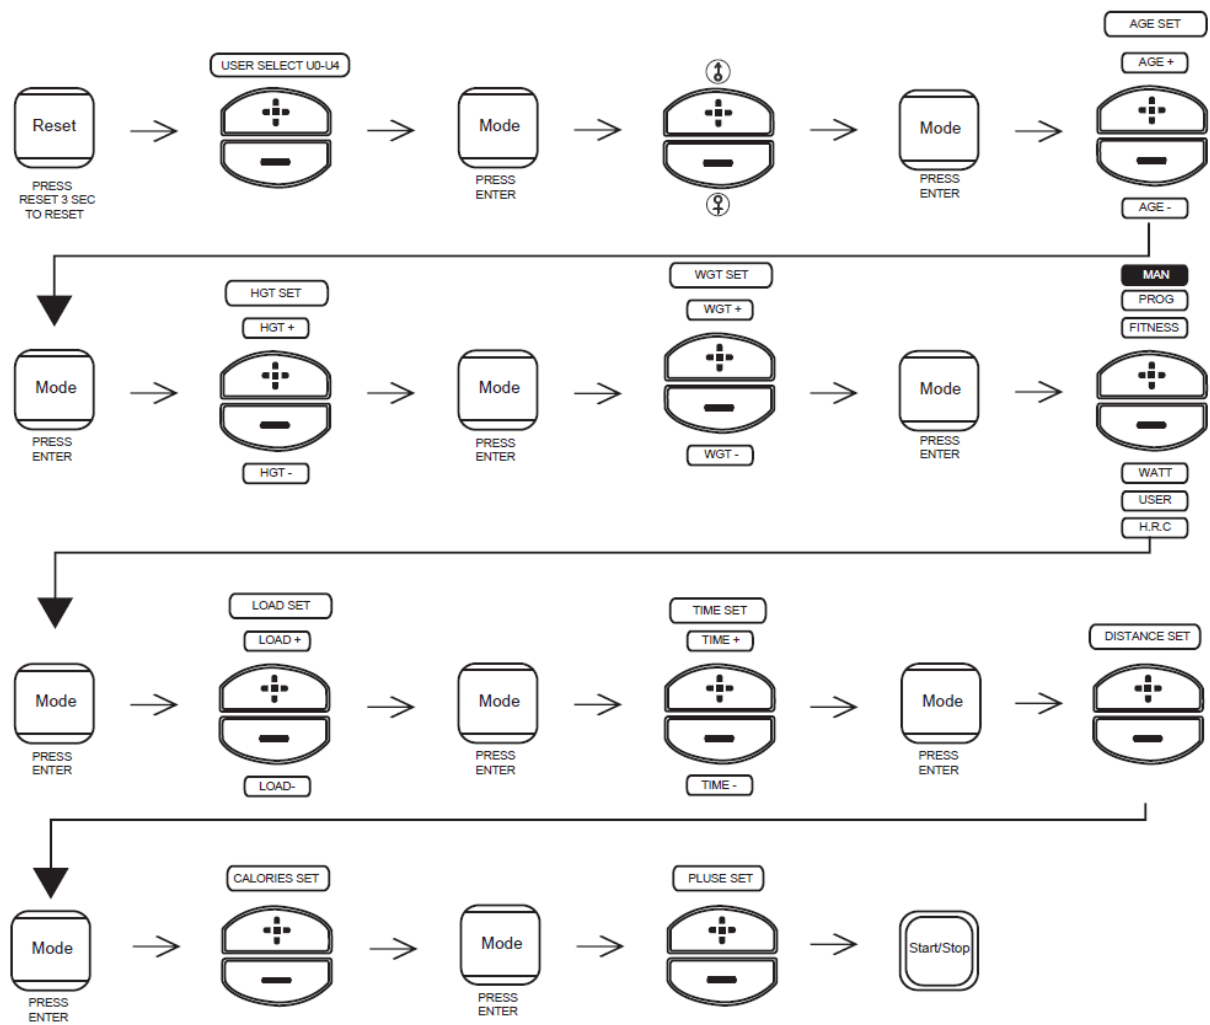 AGE SET
USER SELECT U0-U4
AGE +
Reset
Mode
Mode
PRESS
RESET 3 SEC
TO RESET
PRESS
ENTER
PRESS
ENTER
AGE -
HGT SET
HGT +
WGT SET
WGT +
MAN
PROG
FITNESS
Mode
Mode
Mode
PRESS
ENTER
HGT -
PRESS
ENTER
WGT -
PRESS
ENTER
WATT
USER
H.R.C
LOAD SET
LOAD +
TIME SET
TIME +
DISTANCE SET
Mode
Mode
Mode
PRESS
ENTER
LOAD-
PRESS
ENTER
TIME -
PRESS
ENTER
CALORIES SET
PLUSE SET
Mode
Mode
Start/Stop
PRESS
ENTER
PRESS
ENTER